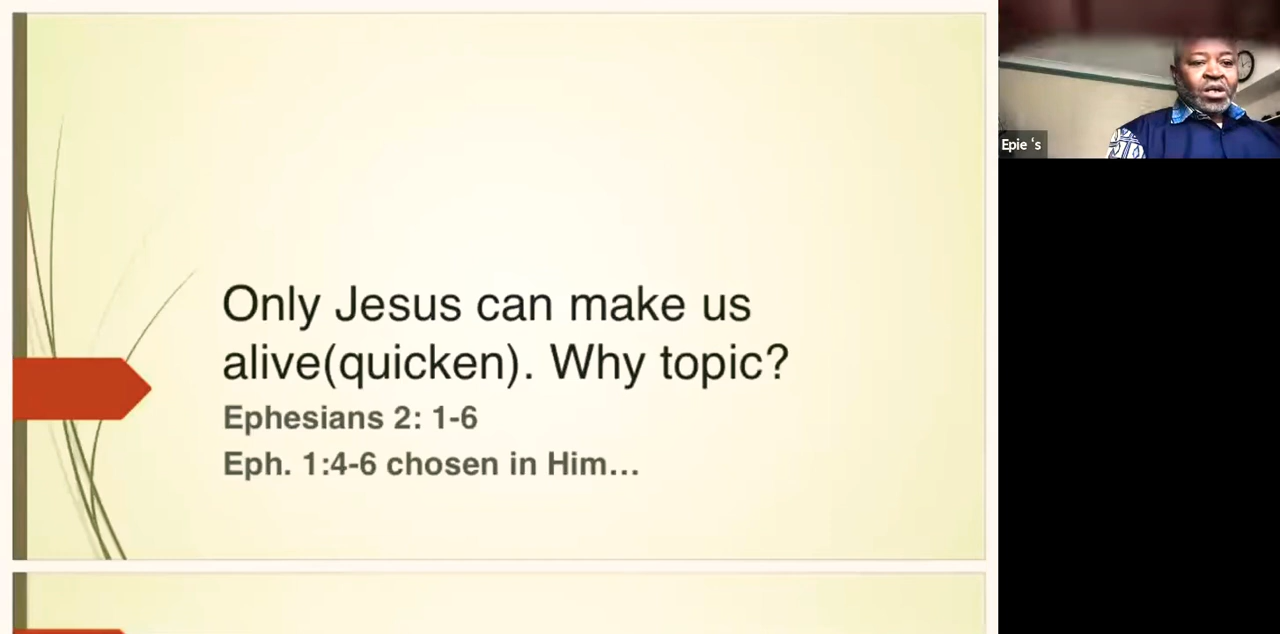 Only Jesus can make us
alive(quicken). Why topic?
Ephesians 2: 1-6
Eph. 1:4-6 chosen in Him…
Epie ‘s